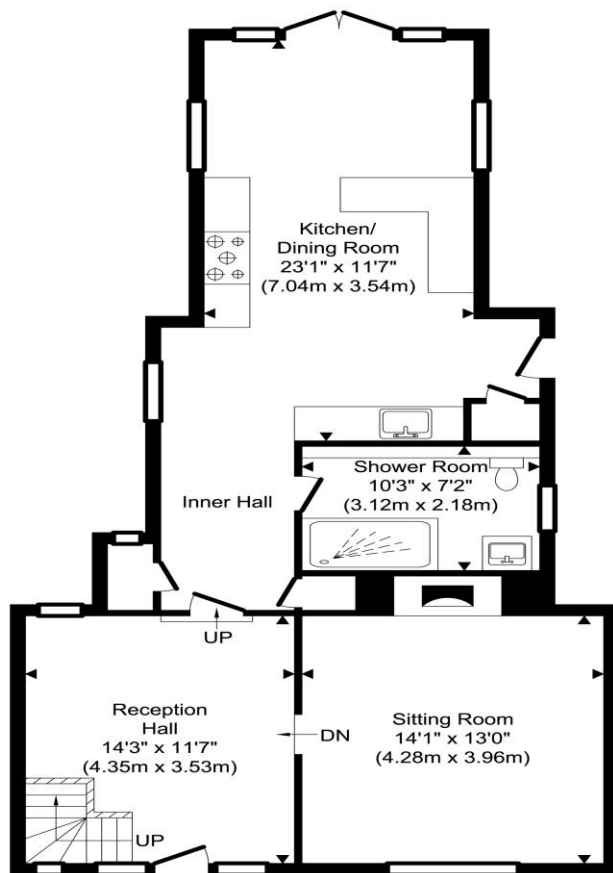 Kitchen/
Dining Room
23'1" x 11'7"
(7.04m x 3.54m)
Shower Room
10'3" x 7'2"
(3.12m x 2.18m)
Inner Hall
UP
Reception
Hall
14'3" x 11'7"
(4.35m x 3.53m)
DN
Sitting Room
14'1" x 13'0"
(4.28m x 3.96m)
UP